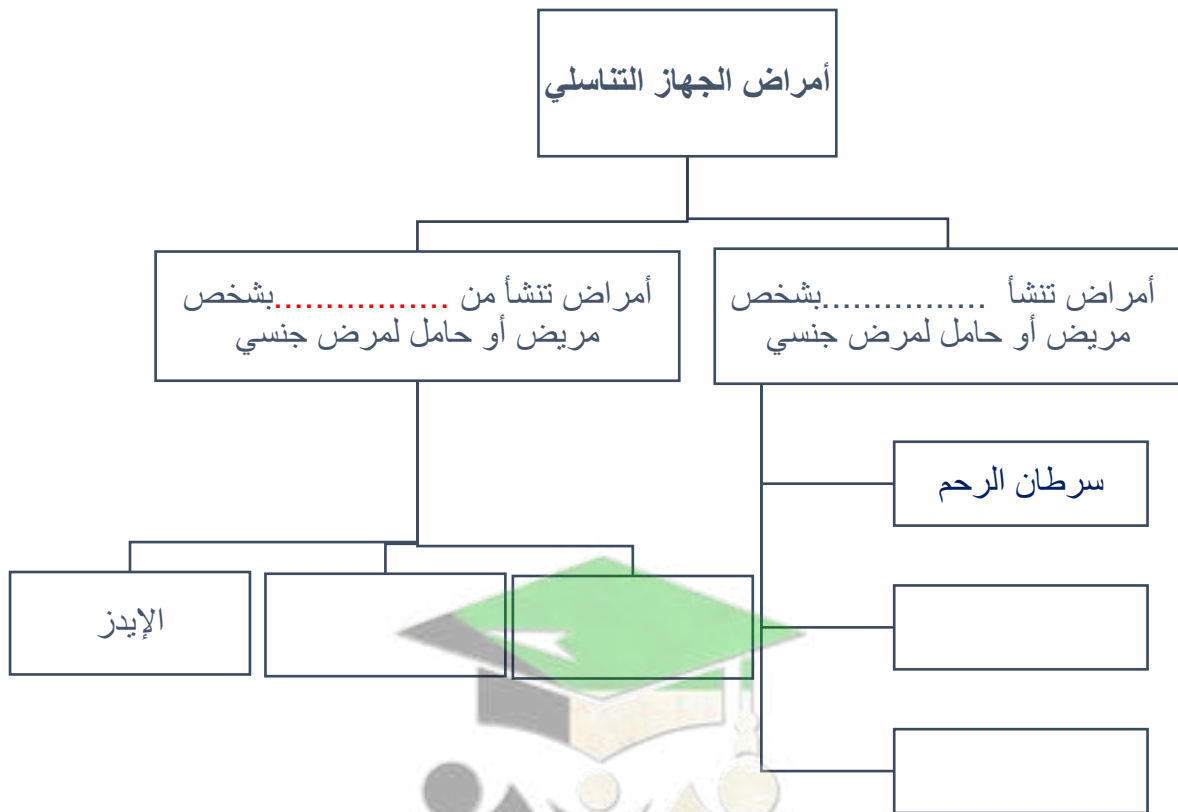 أمراض الجهاز التناسلي
أمراض تنشأ ................بشخص
مريض أو حامل لمرض جنسي
أمراض تنشأ من .................بشخص
مريض أو حامل لمرض جنسي
سرطان الرحم
الإيدز